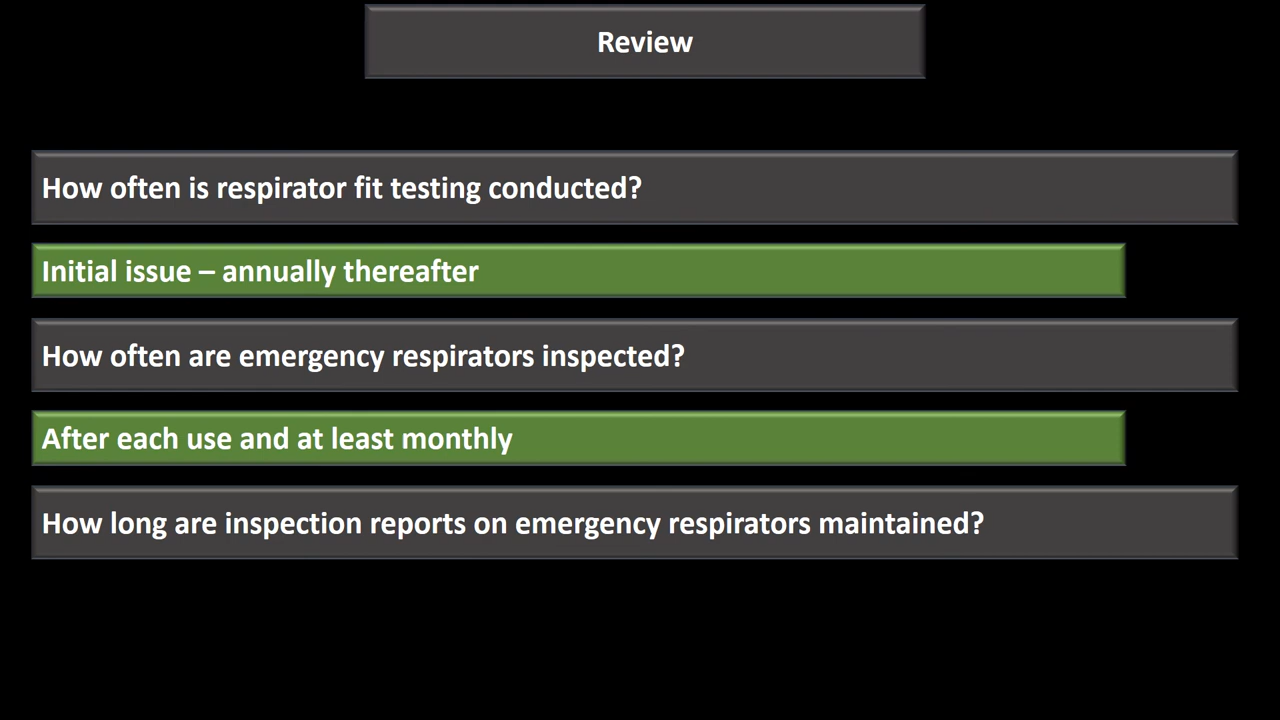 Review
How often is respirator fit testing conducted?
Initial issue – annually thereafter
How often are emergency respirators inspected?
After each use and at least monthly
How long are inspection reports on emergency respirators maintained?